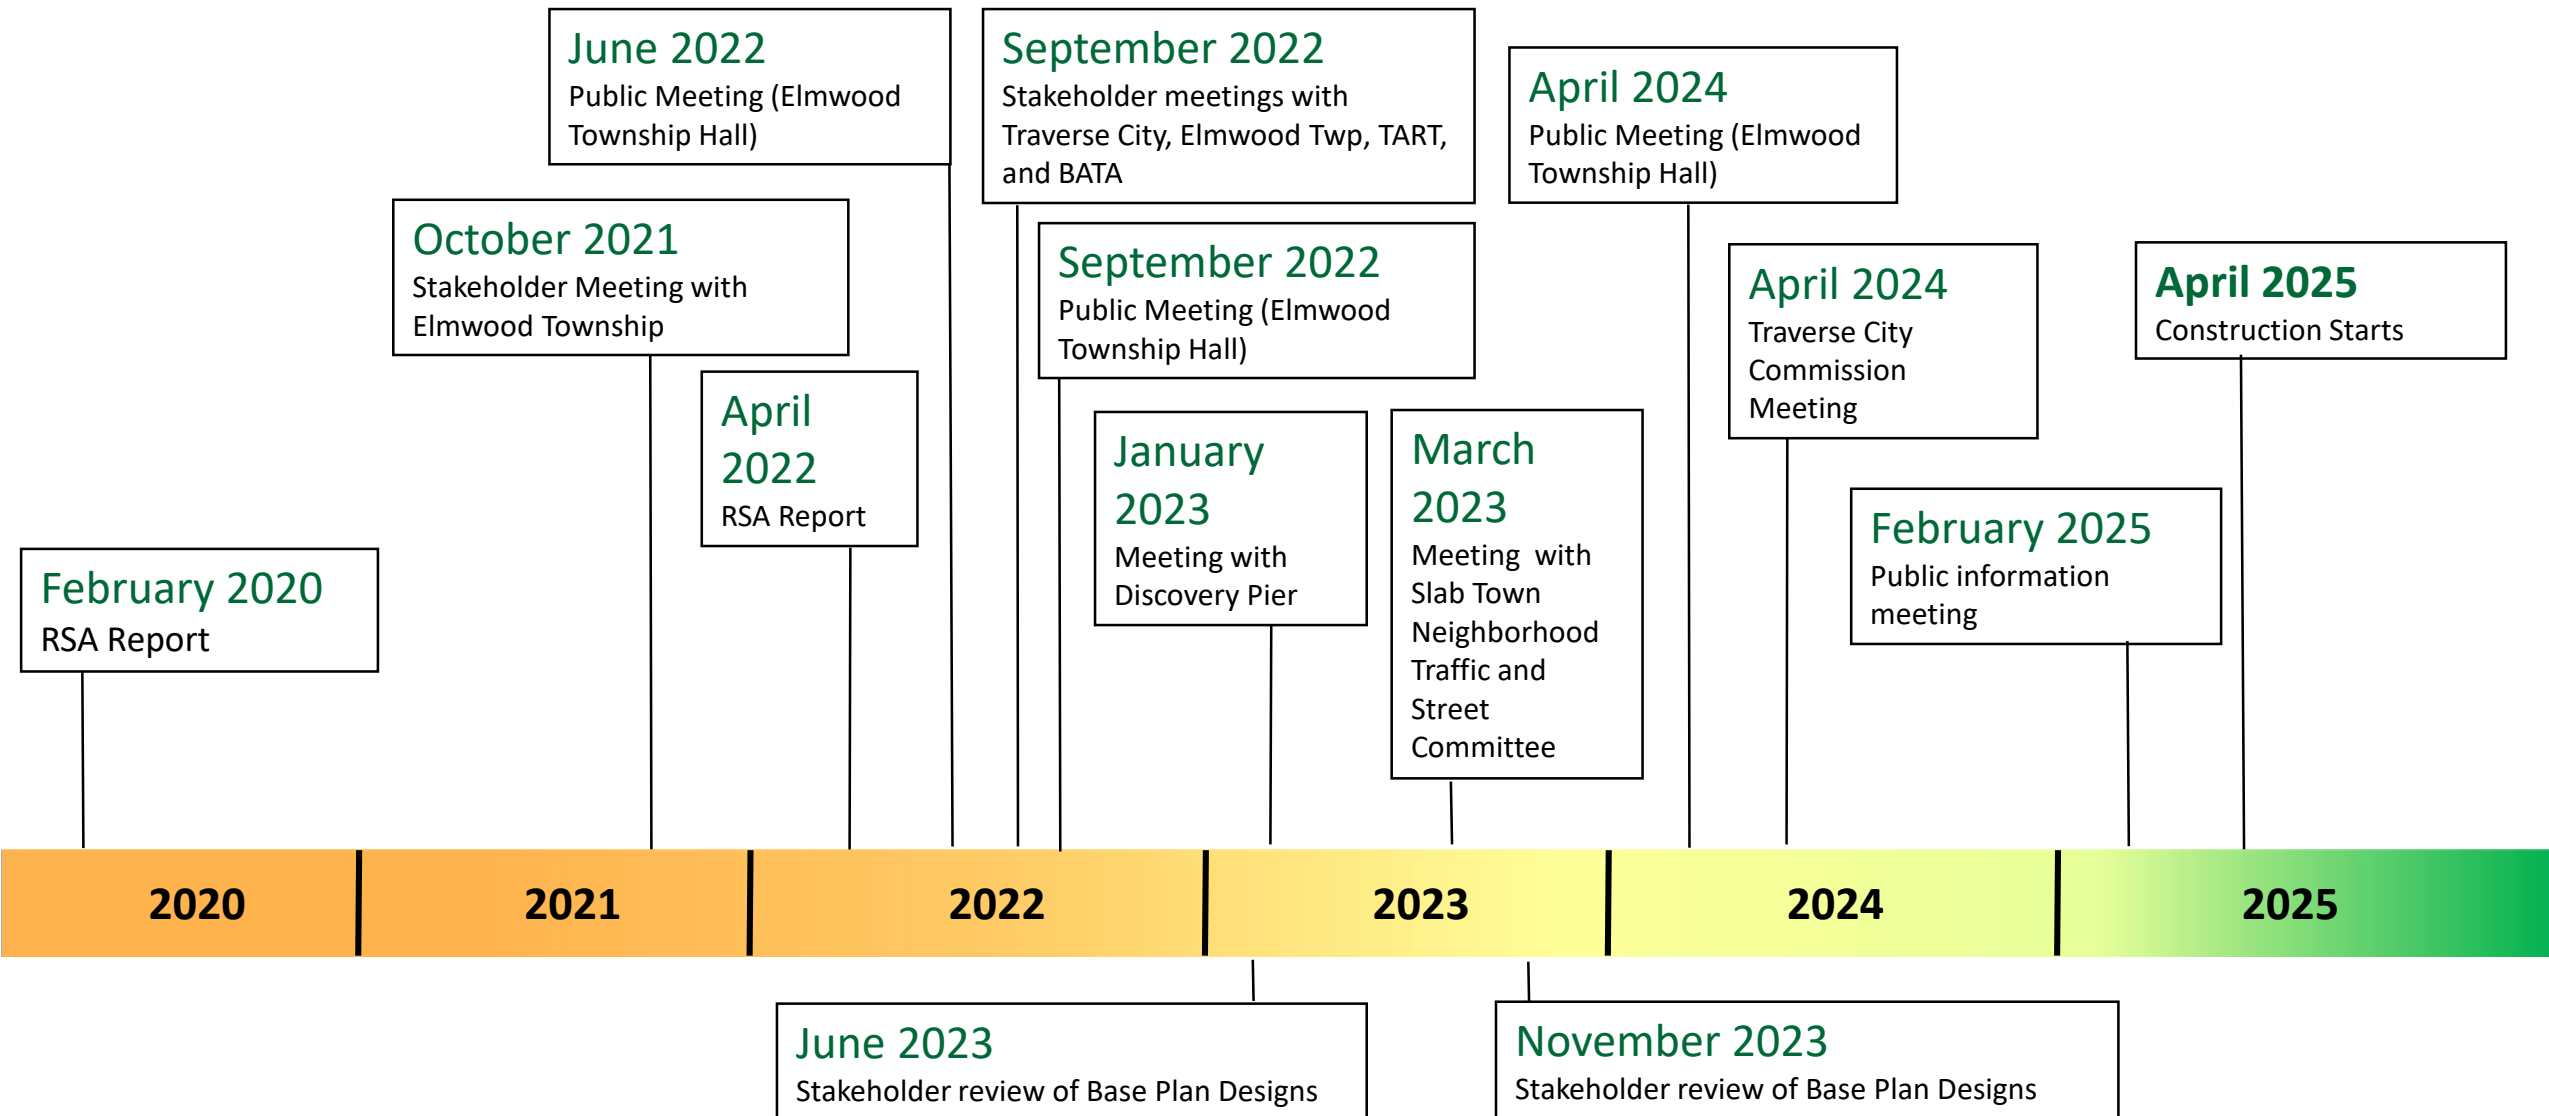 June 2022
Public Meeting (Elmwood
Township Hall)
September 2022
Stakeholder meetings with
Traverse City, Elmwood Twp, TART,
and BATA
April 2024
Public Meeting (Elmwood
Township Hall)
October 2021
Stakeholder Meeting with
Elmwood Township
September 2022
Public Meeting (Elmwood
Township Hall)
April 2024
Traverse City
Commission
Meeting
April 2025
Construction Starts
April
2022
RSA Report
January
2023
Meeting with
Discovery Pier
March
2023
Meeting  with
Slab Town
Neighborhood
Traffic and
Street
Committee
February 2025
Public information
meeting
February 2020
RSA Report
2020
2021
2022
2023
2024
2025
June 2023
Stakeholder review of Base Plan Designs
November 2023
Stakeholder review of Base Plan Designs